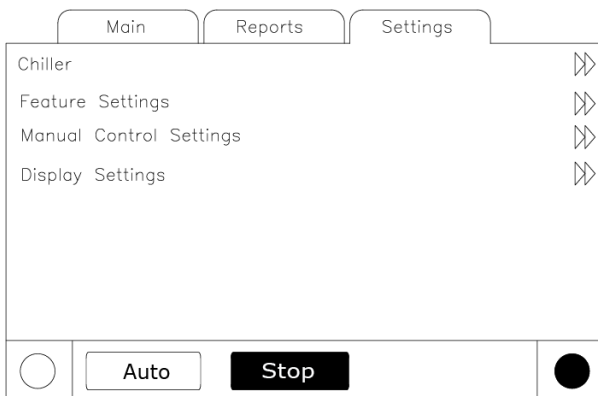 Main Reports Settings
Chiller
Feature Settings
Manual Control Settings
Display Settings
Auto Stop